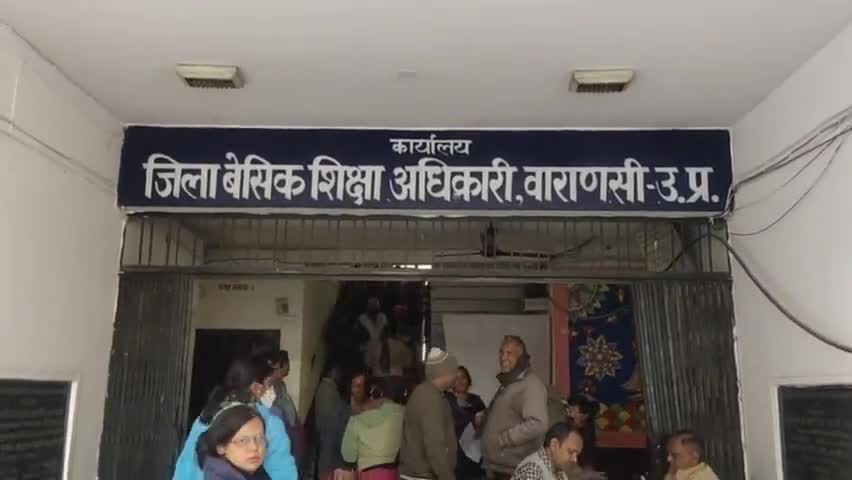 कार्यालय
जिला बेसिक शिक्षा अधिकारी, वाराणसी-उ.प्र.